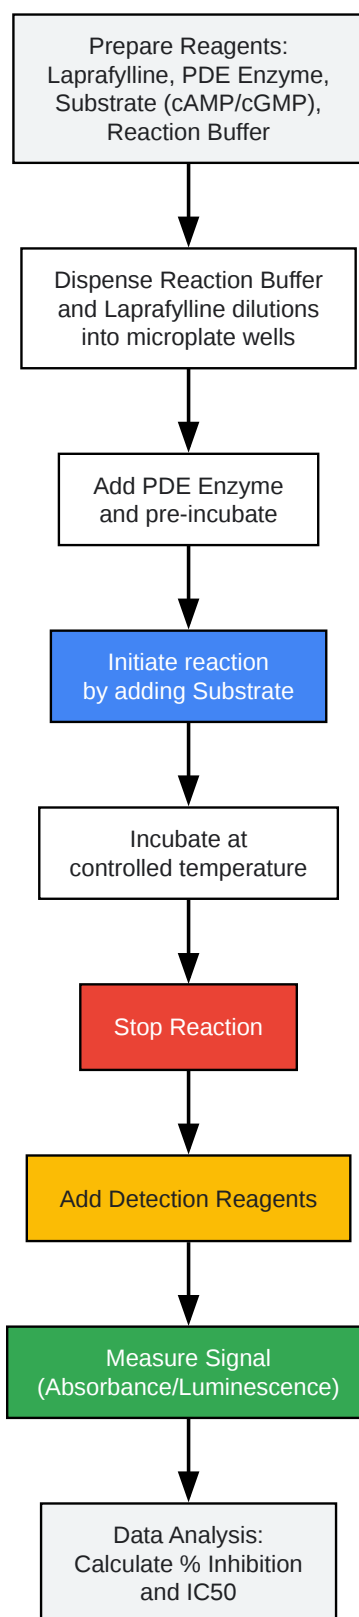 Prepare Reagents:
Laprafylline, PDE Enzyme,
Substrate (cAMP/cGMP),
Reaction Buffer
Dispense Reaction Buffer
and Laprafylline dilutions
into microplate wells
Add PDE Enzyme
and pre-incubate
Initiate reaction
by adding Substrate
Incubate at
controlled temperature
Stop Reaction
Add Detection Reagents
Measure Signal
(Absorbance/Luminescence)
Data Analysis:
Calculate % Inhibition
and IC50